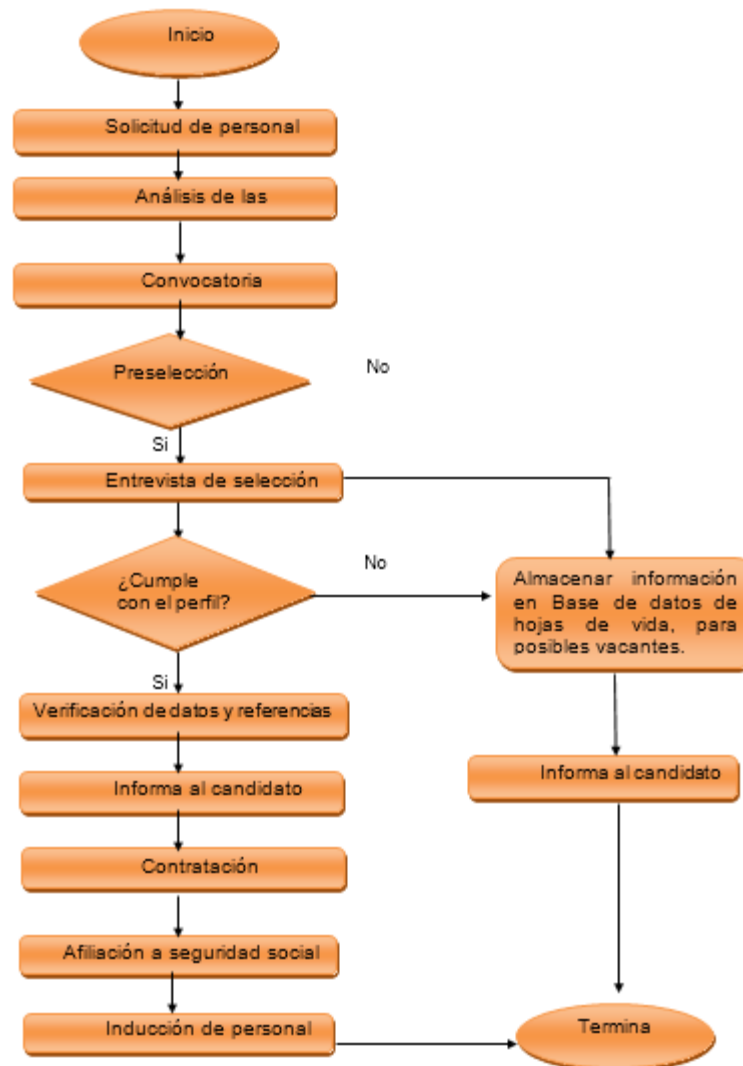 Inicio
Solicitud de personal
Análisis de las
Convocatoria
Preselección
No
Si
Entrevista de selección
¿Cumple
con el perfil?
No
Almacenar información
en Base de datos de
hojas de vida, para
posibles vacantes.
Si
Verificación de datos y referencias
Informa al candidato
Informa al candidato
Contratación
Afiliación a seguridad social
Inducción de personal
Termina